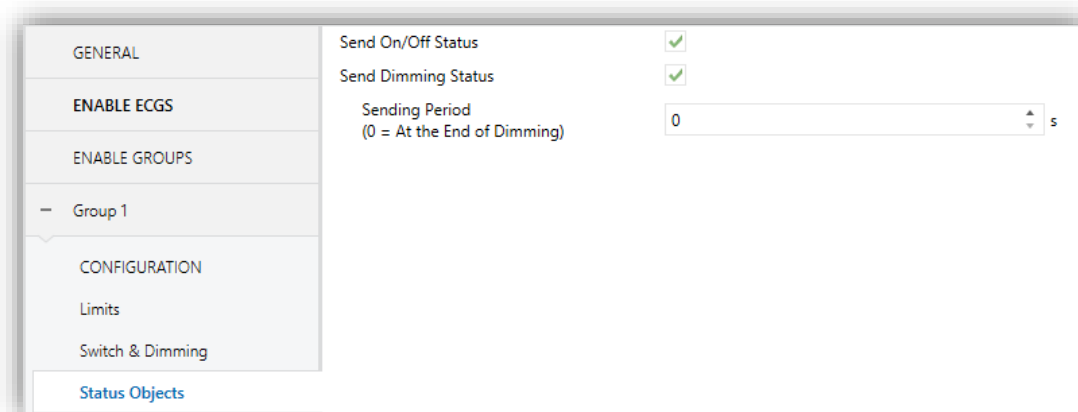 GENERAL
ENABLE ECGS
ENABLE GROUPS
− Group 1
CONFIGURATION
Limits
Switch & Dimming
Status Objects
Send On/Off Status
Send Dimming Status
Sending Period
(0 = At the End of Dimming)
0 s